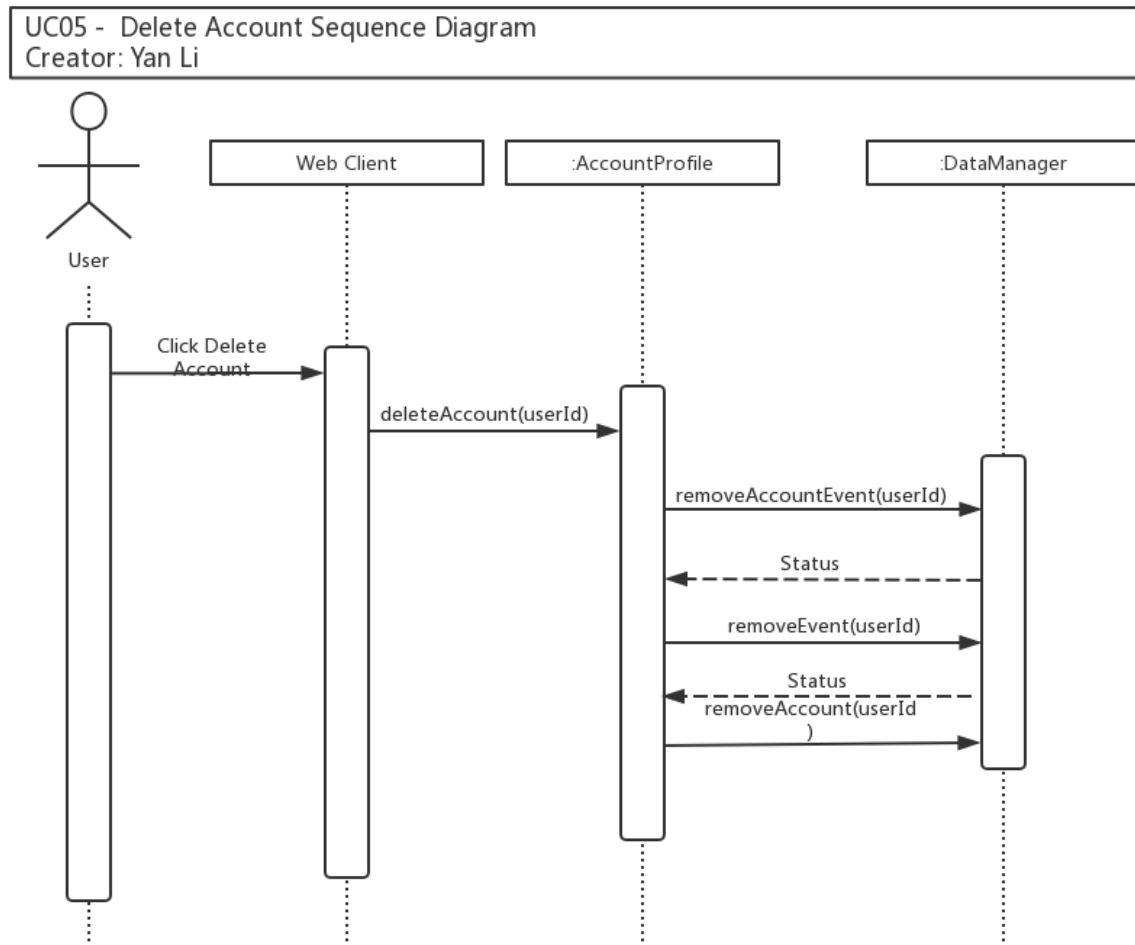 UC05 -  Delete Account Sequence Diagram
Creator: Yan Li
Web Client
:AccountProfile
:DataManager
User
Click Delete
Account
deleteAccount(userId)
removeAccountEvent(userId)
Status
removeEvent(userId)
Status
removeAccount(userId
)